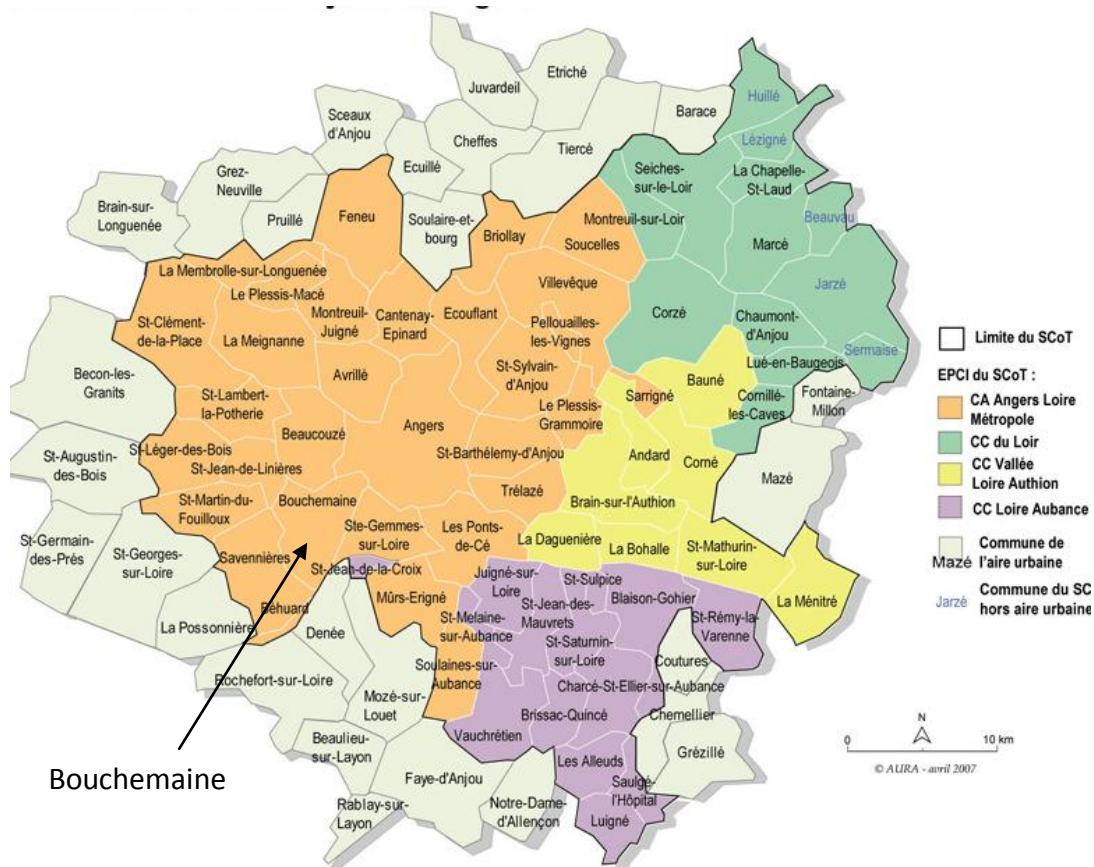 Etriché
Juvardeil
Huillé
Barace
Sceaux
d'Anjou
Cheffes
Lézigné
Tiercé
Ecuillé
Seiches-
sur-le-Loir
La Chapelle-
St-Laud
Grez-
Neuville
Brain-sur-
Longuenée
Pruillé
Feneu
Soulaire-et-
bourg
Briollay
Montreuil-sur-Loir
Soucelles
Beauvau
Marcé
La Membrolle-sur-Longuenée
Le Plessis-Macé
Villevêque
Jarzé
St-Clément-
de-la-Place
La Meignanne
Montreuil-
Juigné
Cantenay-
Epinard
Ecouflant
Pellouailles-
les-Vignes
Corzé
Chaumont-
d'Anjou
Sermaise
Lué-en-Baugeois
Becon-les-
Granits
Avrillé
St-Sylvain-
d'Anjou
Bauné
Sarrigné
Cornillé-
les-Caves
Fontaine-
Millon
St-Lambert-
la-Potherie
Le Plessis-
Grammoire
Beaucouzé
Angers
St-Léger-des-Bois
St-Barthélemy-d'Anjou
Andard
Corné
Mazé
St-Augustin-
des-Bois
St-Jean-de-Linières
Trélazé
St-Martin-du-
Fouilloux
Bouchemaine
Brain-sur-l'Authion
Ste-Gemmes-
sur-Loire
Les Ponts-
de-Cé
St-Germain-
des-Prés
St-Georges-
sur-Loire
Savennières
La Daguenière
La Bohalle
St-Mathurin-
sur-Loire
St-Jean-de-la-Croix
Juigné-sur-
Loire
St-Sulpice
Blaison-Gohier
La Ménitré
Mûrs-Erigné
Béhuard
St-Jean-des-
Mauvrets
St-Rémy-la-
Varenne
La Possonnière
Denée
St-Melaine-
sur-Aubance
St-Saturnin-
sur-Loire
Soulaines-sur-
Aubance
Coutures
Rochefort-sur-Loire
Mozé-sur-
Louet
Charcé-St-Ellier-sur-Aubance
Brissac-Quincé
Chemellier
Vauchrétien
Grézillé
Beaulieu-
sur-Layon
Les Alleuds
Faye-d'Anjou
Saulgé-
l'Hôpital
Rablay-sur-
Layon
Notre-Dame-
d'Allençon
Luigné
Bouchemaine
Limite du SCoT
EPCI du SCoT :
CA Angers Loire
Métropole
CC du Loir
CC Vallée
Loire Authion
CC Loire Aubance
Commune de
Mazé l'aire urbaine
Jarzé Commune du SC
hors aire urbaine
N
0 10 km
© AURA - avril 2007